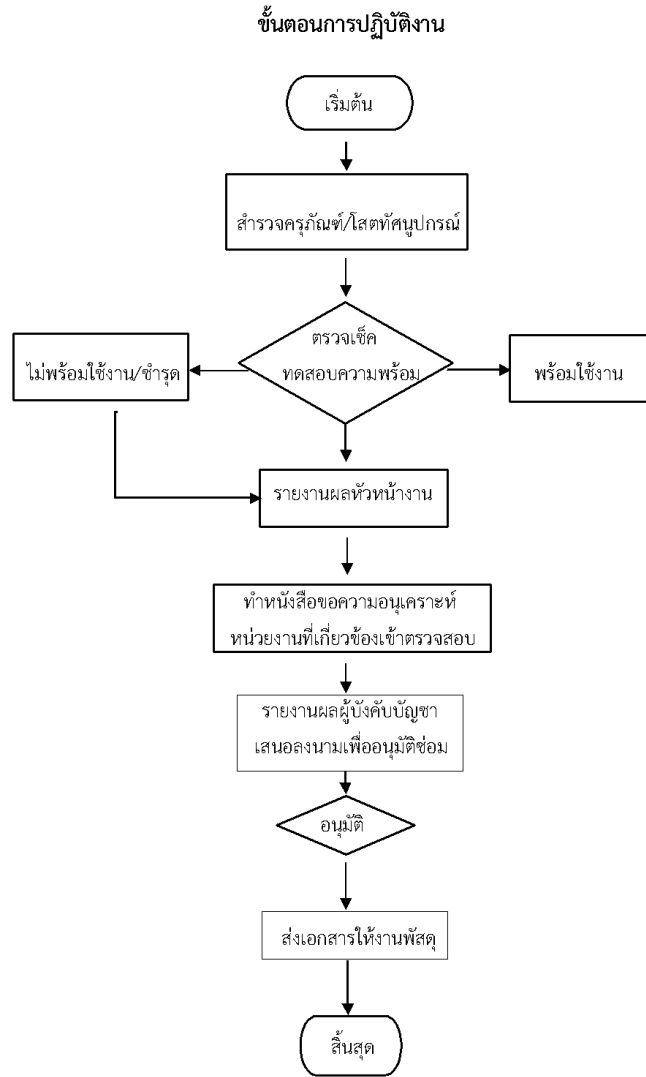 ขั้นตอนการปฏิบัติงาน
เริ่มต้น
สำรวจครุภัณฑ์/โสตทัศนูปกรณ์
ตรวจเช็ค
ทดสอบความพร้อม
ไม่พร้อมใช้งาน/ชำรุด
พร้อมใช้งาน
รายงานผลหัวหน้างาน
ทำหนังสือขอความอนุเคราะห์
หน่วยงานที่เกี่ยวข้องเข้าตรวจสอบ
รายงานผลผู้บังคับบัญชา
เสนอลงนามเพื่ออนุมัติซ่อม
อนุมัติ
ส่งเอกสารให้งานพัสดุ
สิ้นสุด